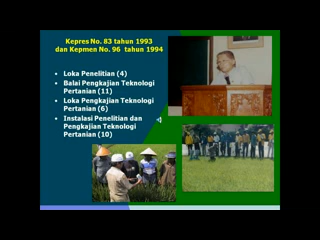 Kepres No. 83 tahun 1993
dan Kepmen No. 96 tahun 1994
• Loka Penelitian (4)
• Balai Pengkajian Teknologi
Pertanian (11)
• Loka Pengkajian Teknologi
Pertanian (6)
• Instalasi Penelitian dan
Pengkajian Teknologi
Pertanian (10)